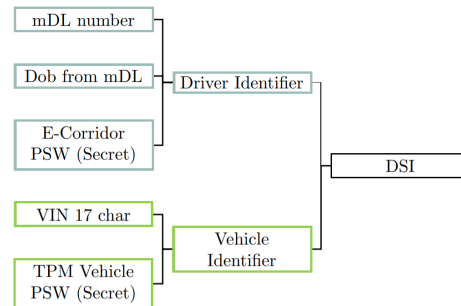 mDL number
Dob from mDL
E-Corridor
PSW (Secret)
Driver Identifier
VIN 17 char
TPM Vehicle
PSW (Secret)
Vehicle
Identifier
DSI